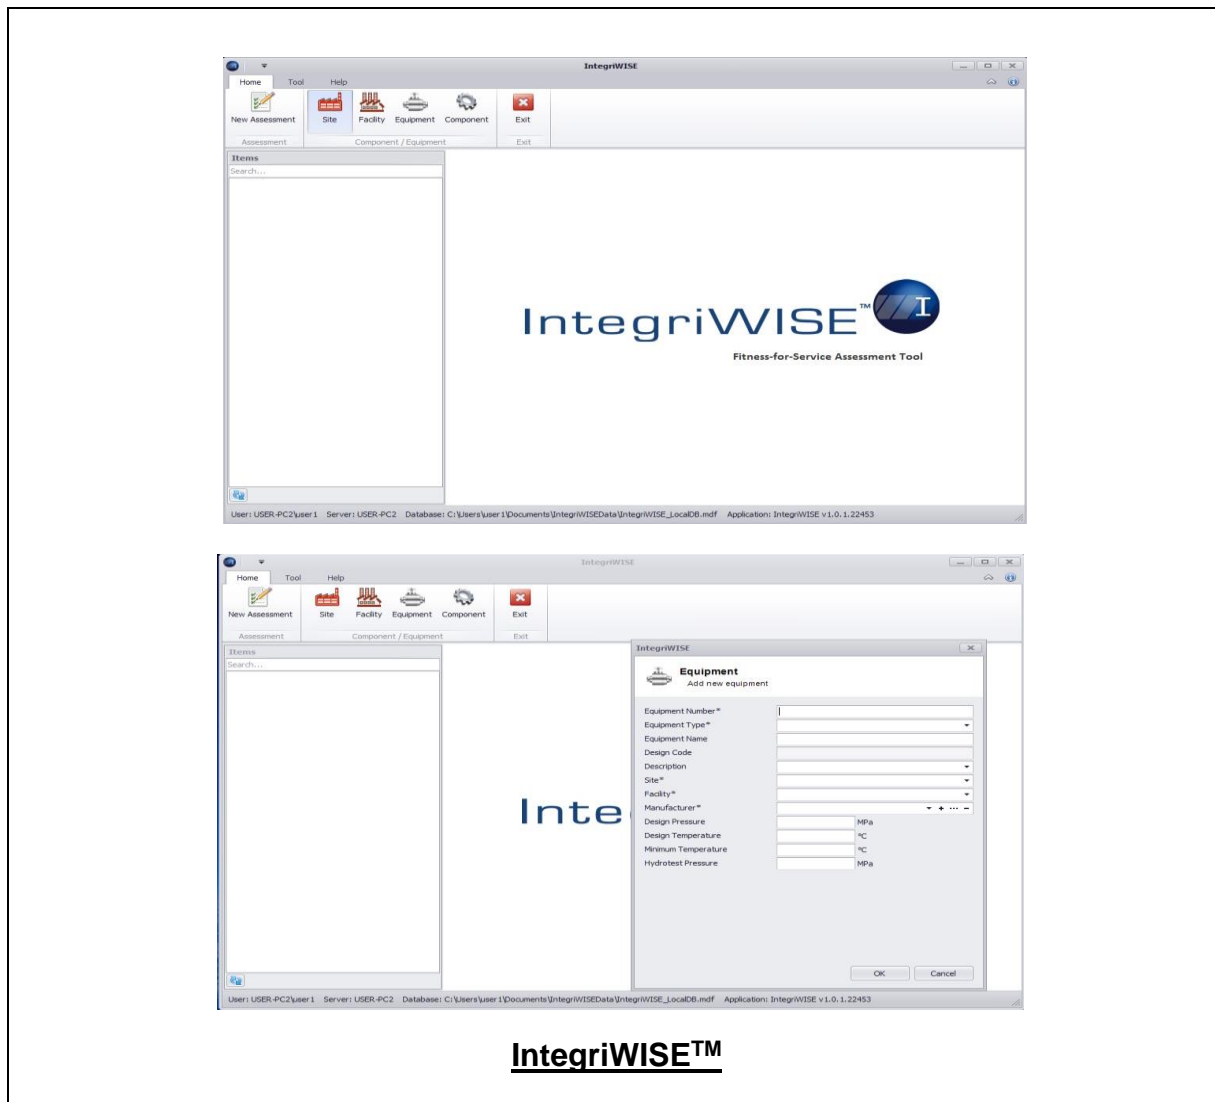 IntegriWISE
Home Tool Help
New Assessment Site Facility Equipment Component Exit
Assessment Component / Equipment Exit
Items
Search...
IntegriWISE™ I
Fitness-for-Service Assessment Tool
User: USER-PC2\user1 Server: USER-PC2 Database: C:\Users\user1\Documents\IntegriWISEData\IntegriWISE_LocalDB.mdf Application: IntegriWISE v1.0.1.22453
IntegriWISE
Home Tool Help
New Assessment Site Facility Equipment Component Exit
Assessment Component / Equipment Exit
Items
Search...
Inte
IntegriWISE
Equipment
Add new equipment
Equipment Number*
Equipment Type*
Equipment Name
Design Code
Description
Site*
Facility*
Manufacturer*
Design Pressure MPa
Design Temperature °C
Minimum Temperature °C
Hydrotest Pressure MPa
OK Cancel
User: USER-PC2\user1 Server: USER-PC2 Database: C:\Users\user1\Documents\IntegriWISEData\IntegriWISE_LocalDB.mdf Application: IntegriWISE v1.0.1.22453
IntegriWISE™